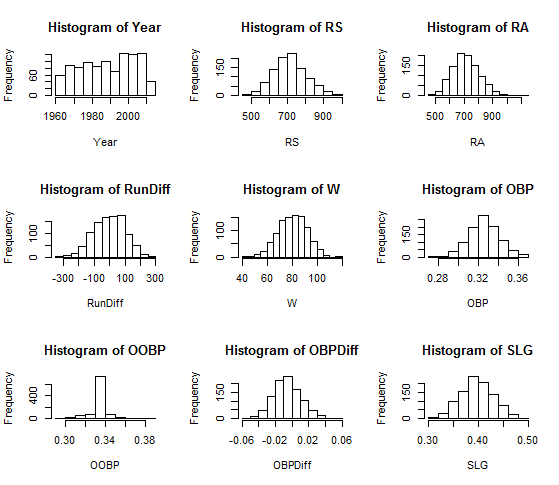 Histogram of Year
Frequency
0 60
1960 1980 2000
Year
Histogram of RS
Frequency
0 150
500 700 900
RS
Histogram of RA
Frequency
0 150
500 700 900
RA
Histogram of RunDiff
Frequency
0 100
-300 -100 100 300
RunDiff
Histogram of W
Frequency
0 150
40 60 80 100
W
Histogram of OBP
Frequency
0 150
0.28 0.32 0.36
OBP
Histogram of OOBP
Frequency
0 400
0.30 0.34 0.38
OOBP
Histogram of OBPDiff
Frequency
0 150
-0.06 -0.02 0.02 0.06
OBPDiff
Histogram of SLG
Frequency
0 150
0.30 0.40 0.50
SLG